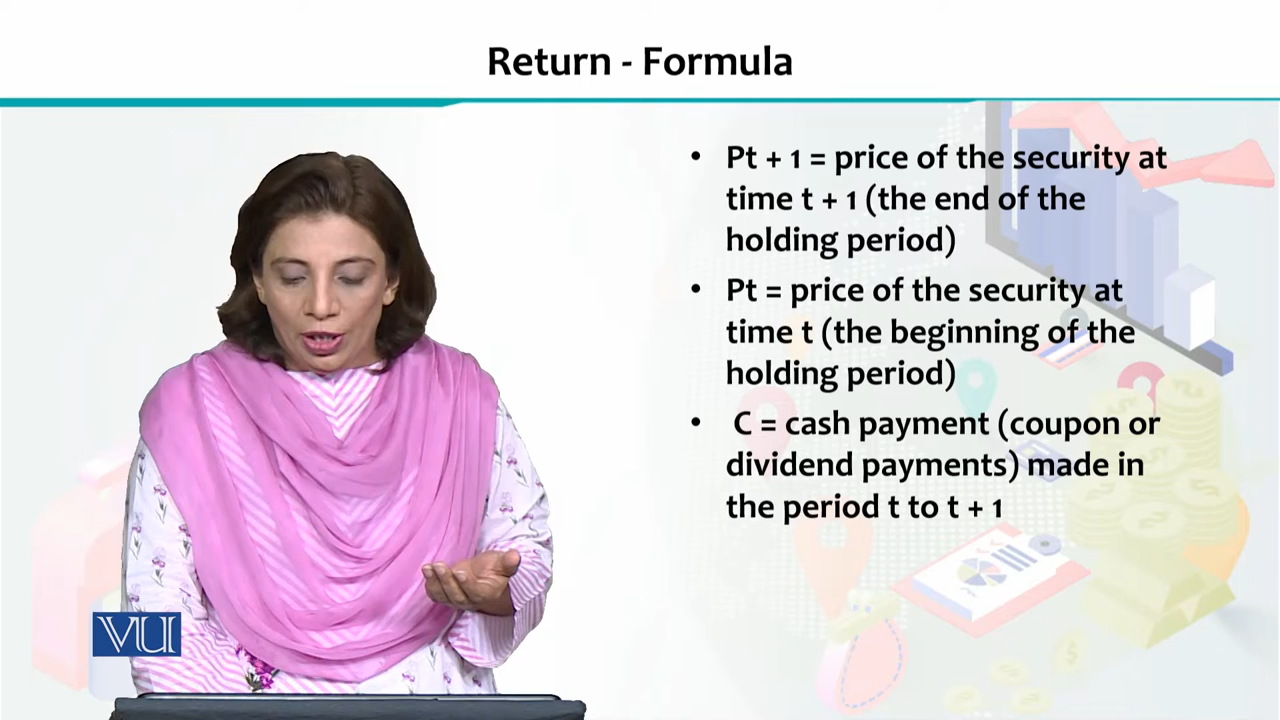 Return - Formula
• Pt + 1 = price of the security at
time t + 1 (the end of the
holding period)
• Pt = price of the security at
time t (the beginning of the
holding period)
• C = cash payment (coupon or
dividend payments) made in
the period t to t + 1
VU